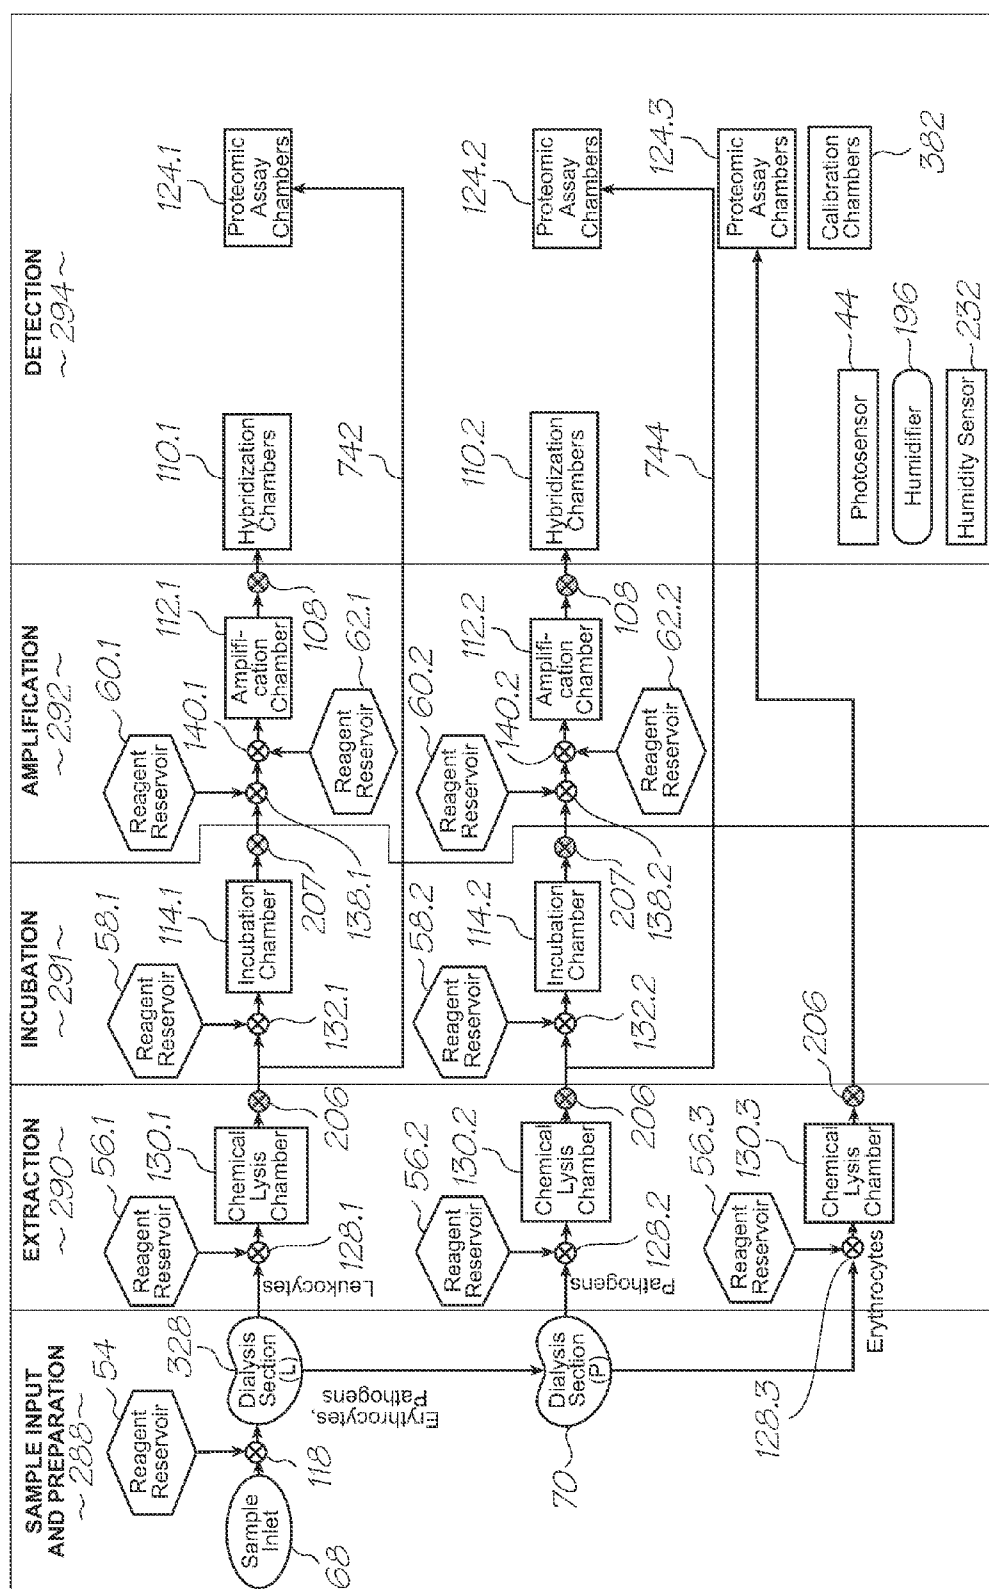 SAMPLE INPUT
AND PREPARATION
~288~
EXTRACTION
~290~
INCUBATION
~291~
AMPLIFICATION
~292~
DETECTION
~294~
54
Reagent
Reservoir
Sample
Inlet
68
118
Dialysis
Section
(L)
328
Erythrocytes,
Pathogens
Leukocytes
56.1
Reagent
Reservoir
128.1
130.1
Chemical
Lysis
Chamber
206
58.1
Reagent
Reservoir
132.1
114.1
Incubation
Chamber
207
138.1
60.1
Reagent
Reservoir
140.1
62.1
Reagent
Reservoir
112.1
Amplifi-
cation
Chamber
108
110.1
Hybridization
Chambers
742
124.1
Proteomic
Assay
Chambers
Dialysis
Section
(P)
70
Pathogens
56.2
Reagent
Reservoir
128.2
130.2
Chemical
Lysis
Chamber
206
58.2
Reagent
Reservoir
132.2
114.2
Incubation
Chamber
207
138.2
60.2
Reagent
Reservoir
140.2
62.2
Reagent
Reservoir
112.2
Amplifi-
cation
Chamber
108
110.2
Hybridization
Chambers
744
124.2
Proteomic
Assay
Chambers
128.3
Erythrocytes
56.3
Reagent
Reservoir
130.3
Chemical
Lysis
Chamber
206
124.3
Proteomic
Assay
Chambers
Calibration
Chambers
382
Photosensor
44
Humidifier
196
Humidity Sensor
232